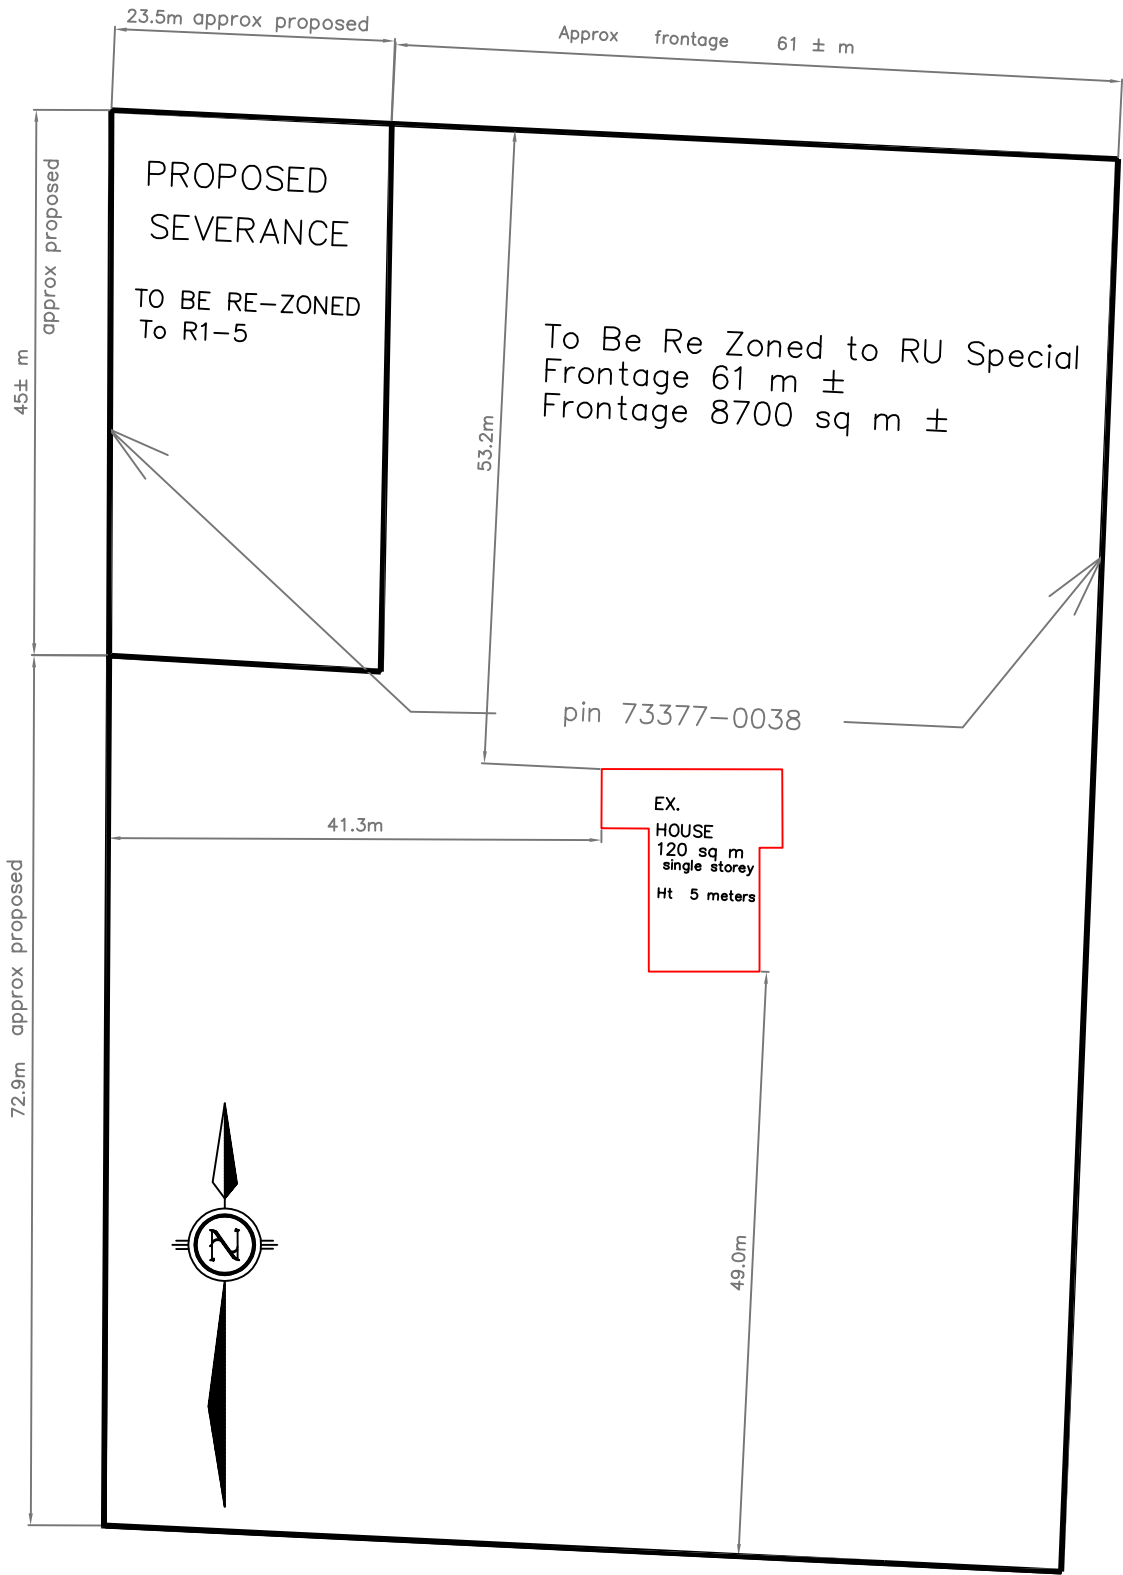 23.5m approx proposed
Approx frontage 61 ± m
approx proposed
45± m
PROPOSED
SEVERANCE
TO BE RE-ZONED
To R1-5
To Be Re Zoned to RU Special
Frontage 61 m ±
Frontage 8700 sq m ±
53.2m
pin 73377-0038
41.3m
EX.
HOUSE
120 sq m
single storey
Ht 5 meters
72.9m approx proposed
N
49.0m